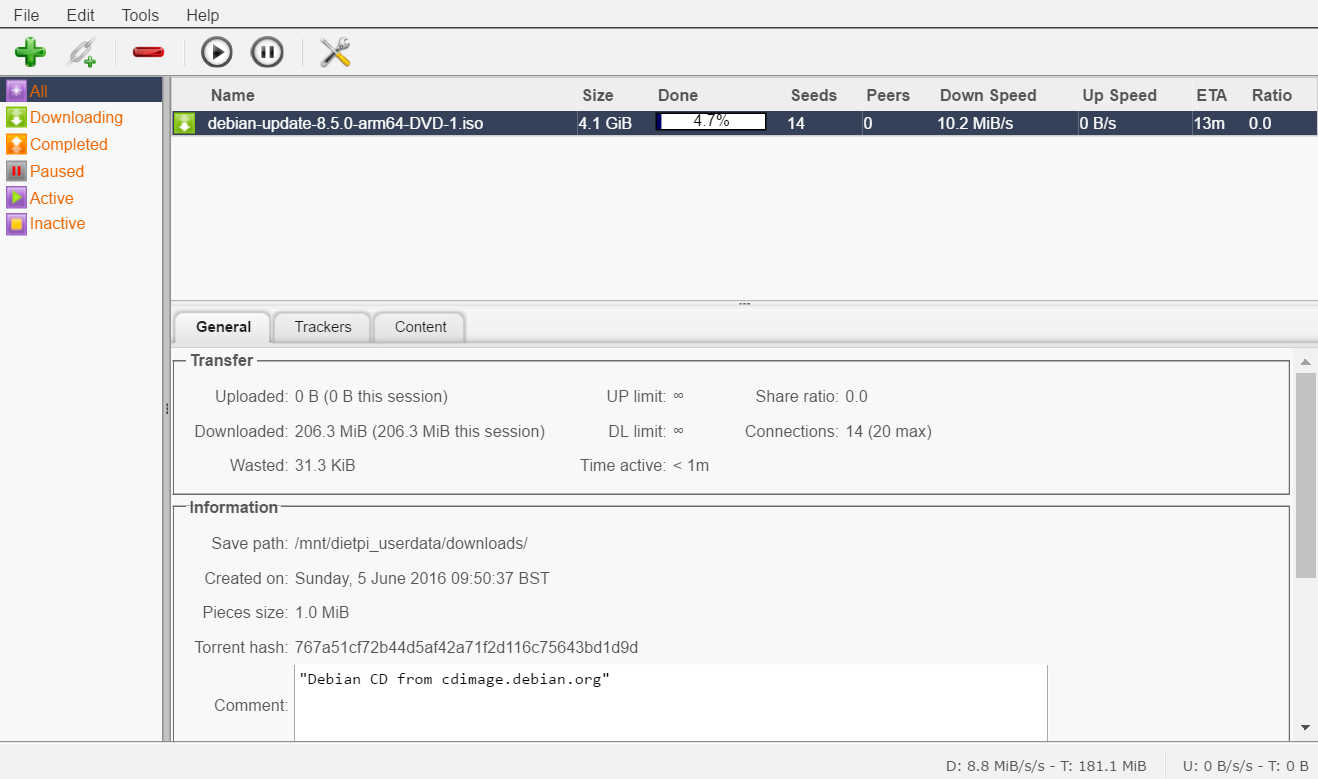 File Edit Tools Help
All
Downloading
Completed
Paused
Active
Inactive
Name Size Done Seeds Peers Down Speed Up Speed ETA Ratio
debian-update-8.5.0-arm64-DVD-1.iso 4.1 GiB 4.7% 14 0 10.2 MiB/s 0 B/s 13m 0.0
General Trackers Content
Transfer
Uploaded: 0 B (0 B this session) UP limit: ∞ Share ratio: 0.0
Downloaded: 206.3 MiB (206.3 MiB this session) DL limit: ∞ Connections: 14 (20 max)
Wasted: 31.3 KiB Time active: < 1m
Information
Save path: /mnt/dietpi_userdata/downloads/
Created on: Sunday, 5 June 2016 09:50:37 BST
Pieces size: 1.0 MiB
Torrent hash: 767a51cf72b44d5af42a71f2d116c75643bd1d9d
Comment: "Debian CD from cdimage.debian.org"
D: 8.8 MiB/s/s - T: 181.1 MiB U: 0 B/s/s - T: 0 B